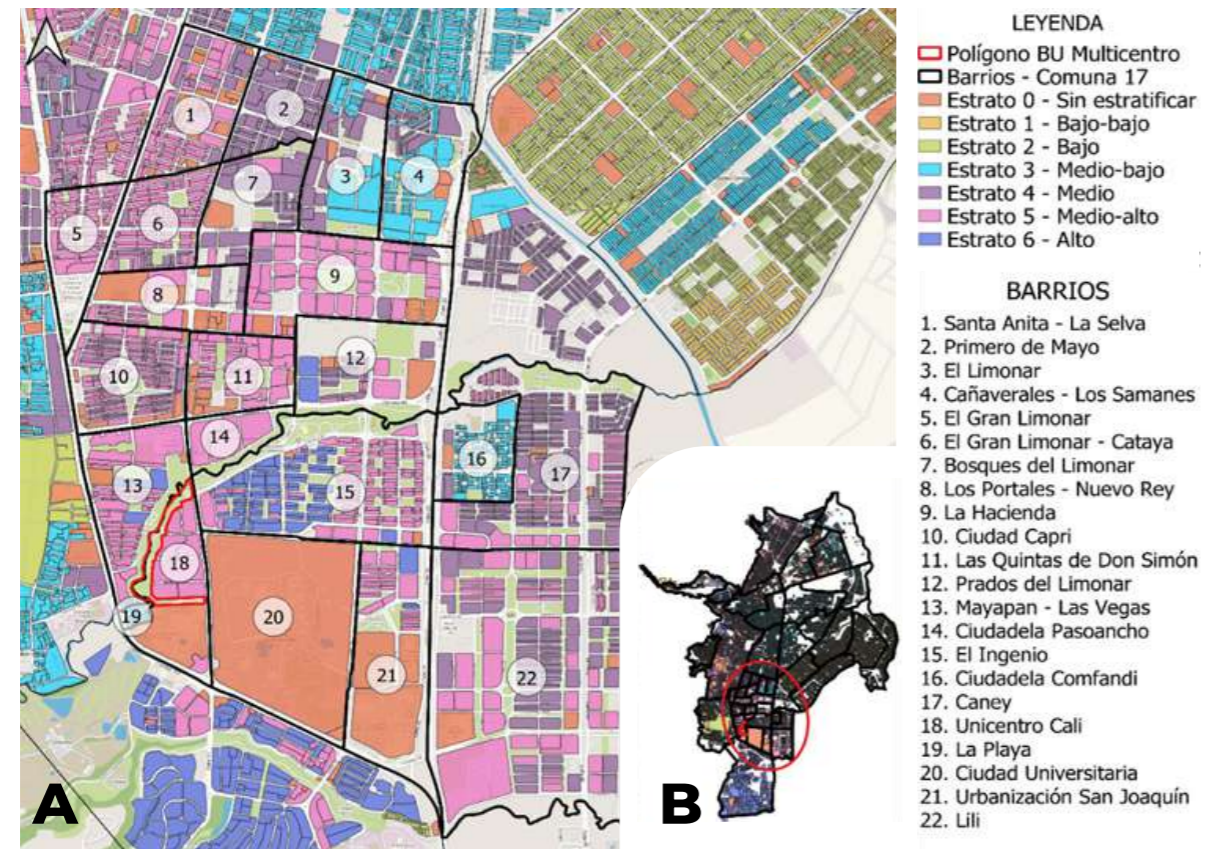 LEYENDA
Polígono BU Multicentro
Barrios - Comuna 17
Estrato 0 - Sin estratificar
Estrato 1 - Bajo-bajo
Estrato 2 - Bajo
Estrato 3 - Medio-bajo
Estrato 4 - Medio
Estrato 5 - Medio-alto
Estrato 6 - Alto
BARRIOS
1. Santa Anita - La Selva
2. Primero de Mayo
3. El Limonar
4. Cañaverales - Los Samanes
5. El Gran Limonar
6. El Gran Limonar - Cataya
7. Bosques del Limonar
8. Los Portales - Nuevo Rey
9. La Hacienda
10. Ciudad Capri
11. Las Quintas de Don Simón
12. Prados del Limonar
13. Mayapan - Las Vegas
14. Ciudadela Pasoancho
15. El Ingenio
16. Ciudadela Comfandi
17. Caney
18. Unicentro Cali
19. La Playa
20. Ciudad Universitaria
21. Urbanización San Joaquín
22. Lili
1
2
3
4
7
5
6
9
8
12
10
11
14
16
17
13
15
18
19
20
21
22
A
B